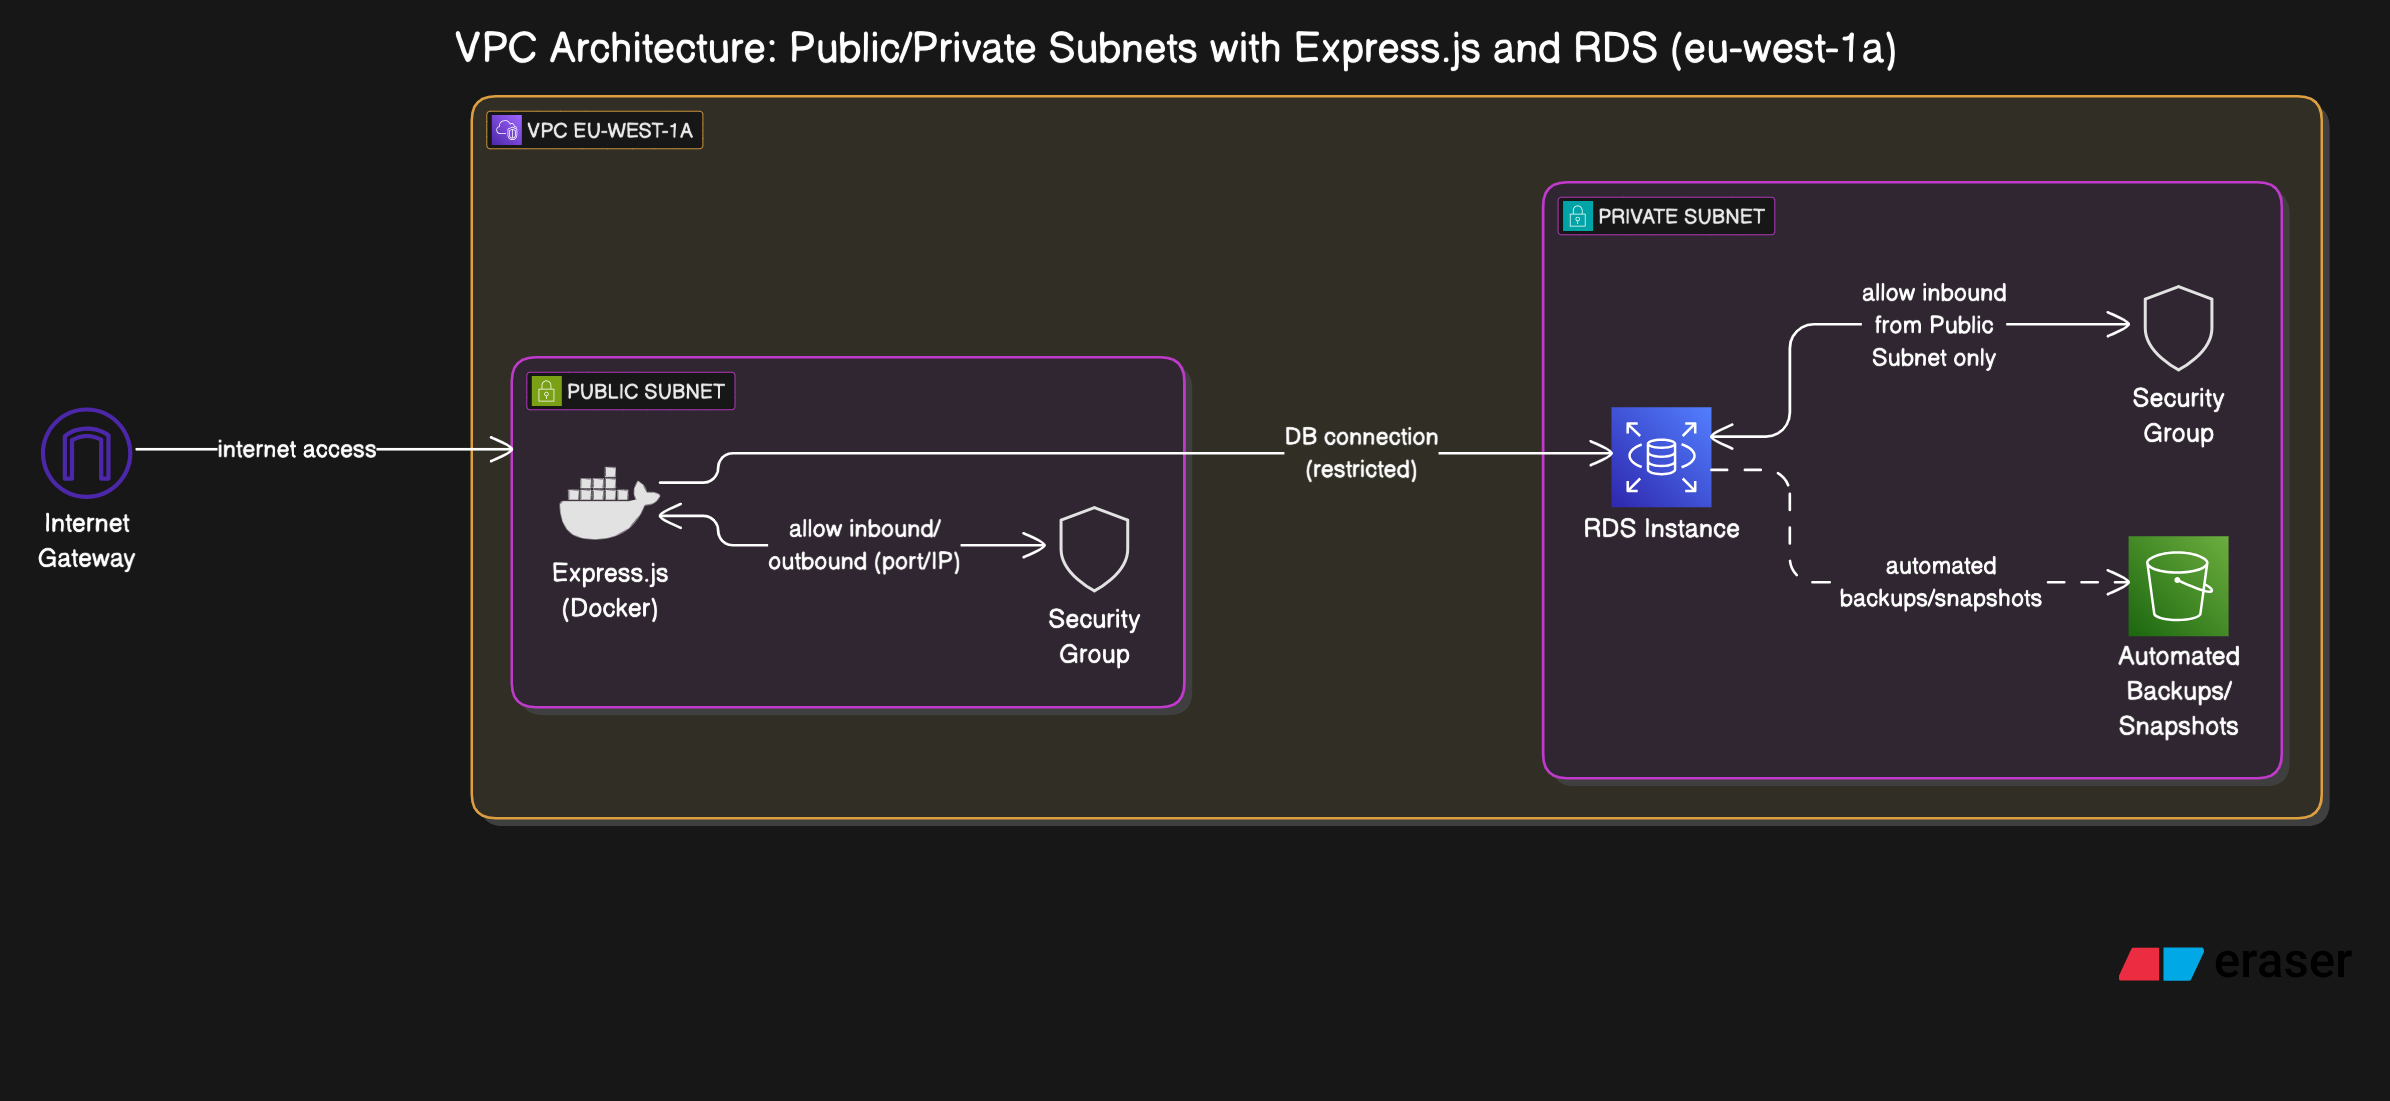 VPC Architecture: Public/Private Subnets with Express.js and RDS (eu-west-1a)
VPC EU-WEST-1A
PRIVATE SUBNET
allow inbound
from Public
Subnet only
Security
Group
PUBLIC SUBNET
Internet
Gateway
internet access
DB connection
(restricted)
RDS Instance
Express.js
(Docker)
allow inbound/
outbound (port/IP)
Security
Group
automated
backups/snapshots
Automated
Backups/
Snapshots
eraser